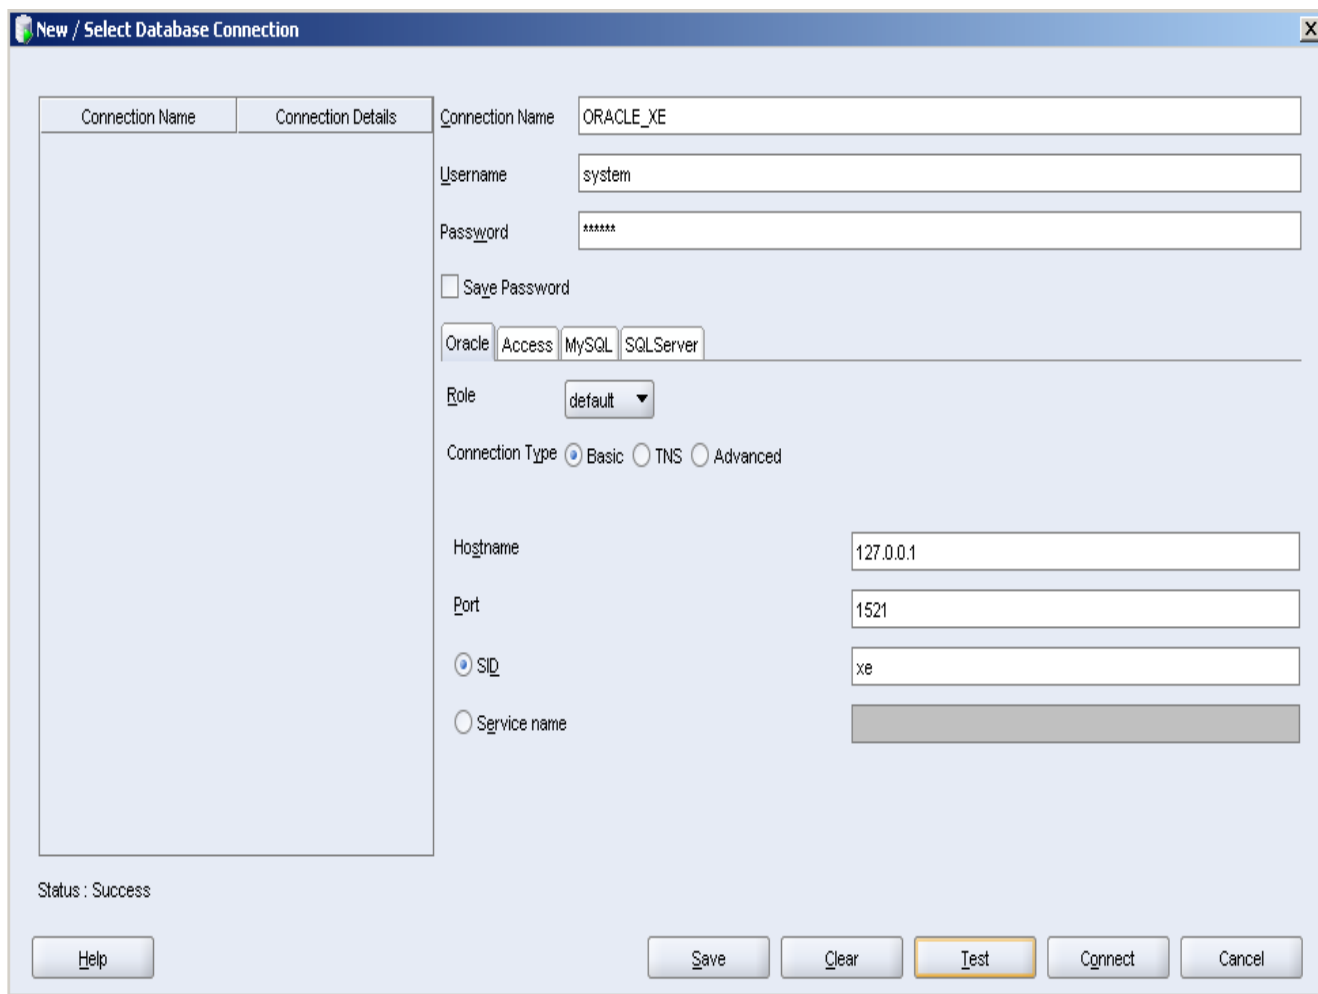 New / Select Database Connection
X
Connection Name Connection Details
Connection Name ORACLE_XE
Username system
Password ******
Save Password
Oracle Access MySQL SQLServer
Role default
Connection Type Basic TNS Advanced
Hostname 127.0.0.1
Port 1521
SID xe
Service name
Status : Success
Help Save Clear Test Connect Cancel